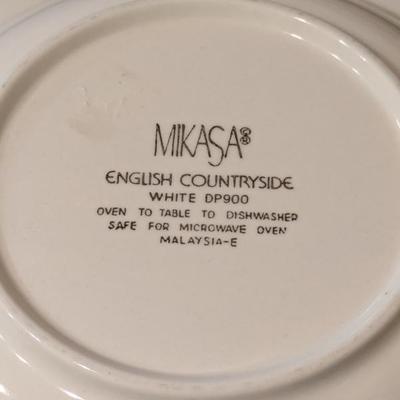 MIKASA®
ENGLISH COUNTRYSIDE
WHITE DP900
OVEN TO TABLE TO DISHWASHER
SAFE FOR MICROWAVE OVEN
MALAYSIA-E